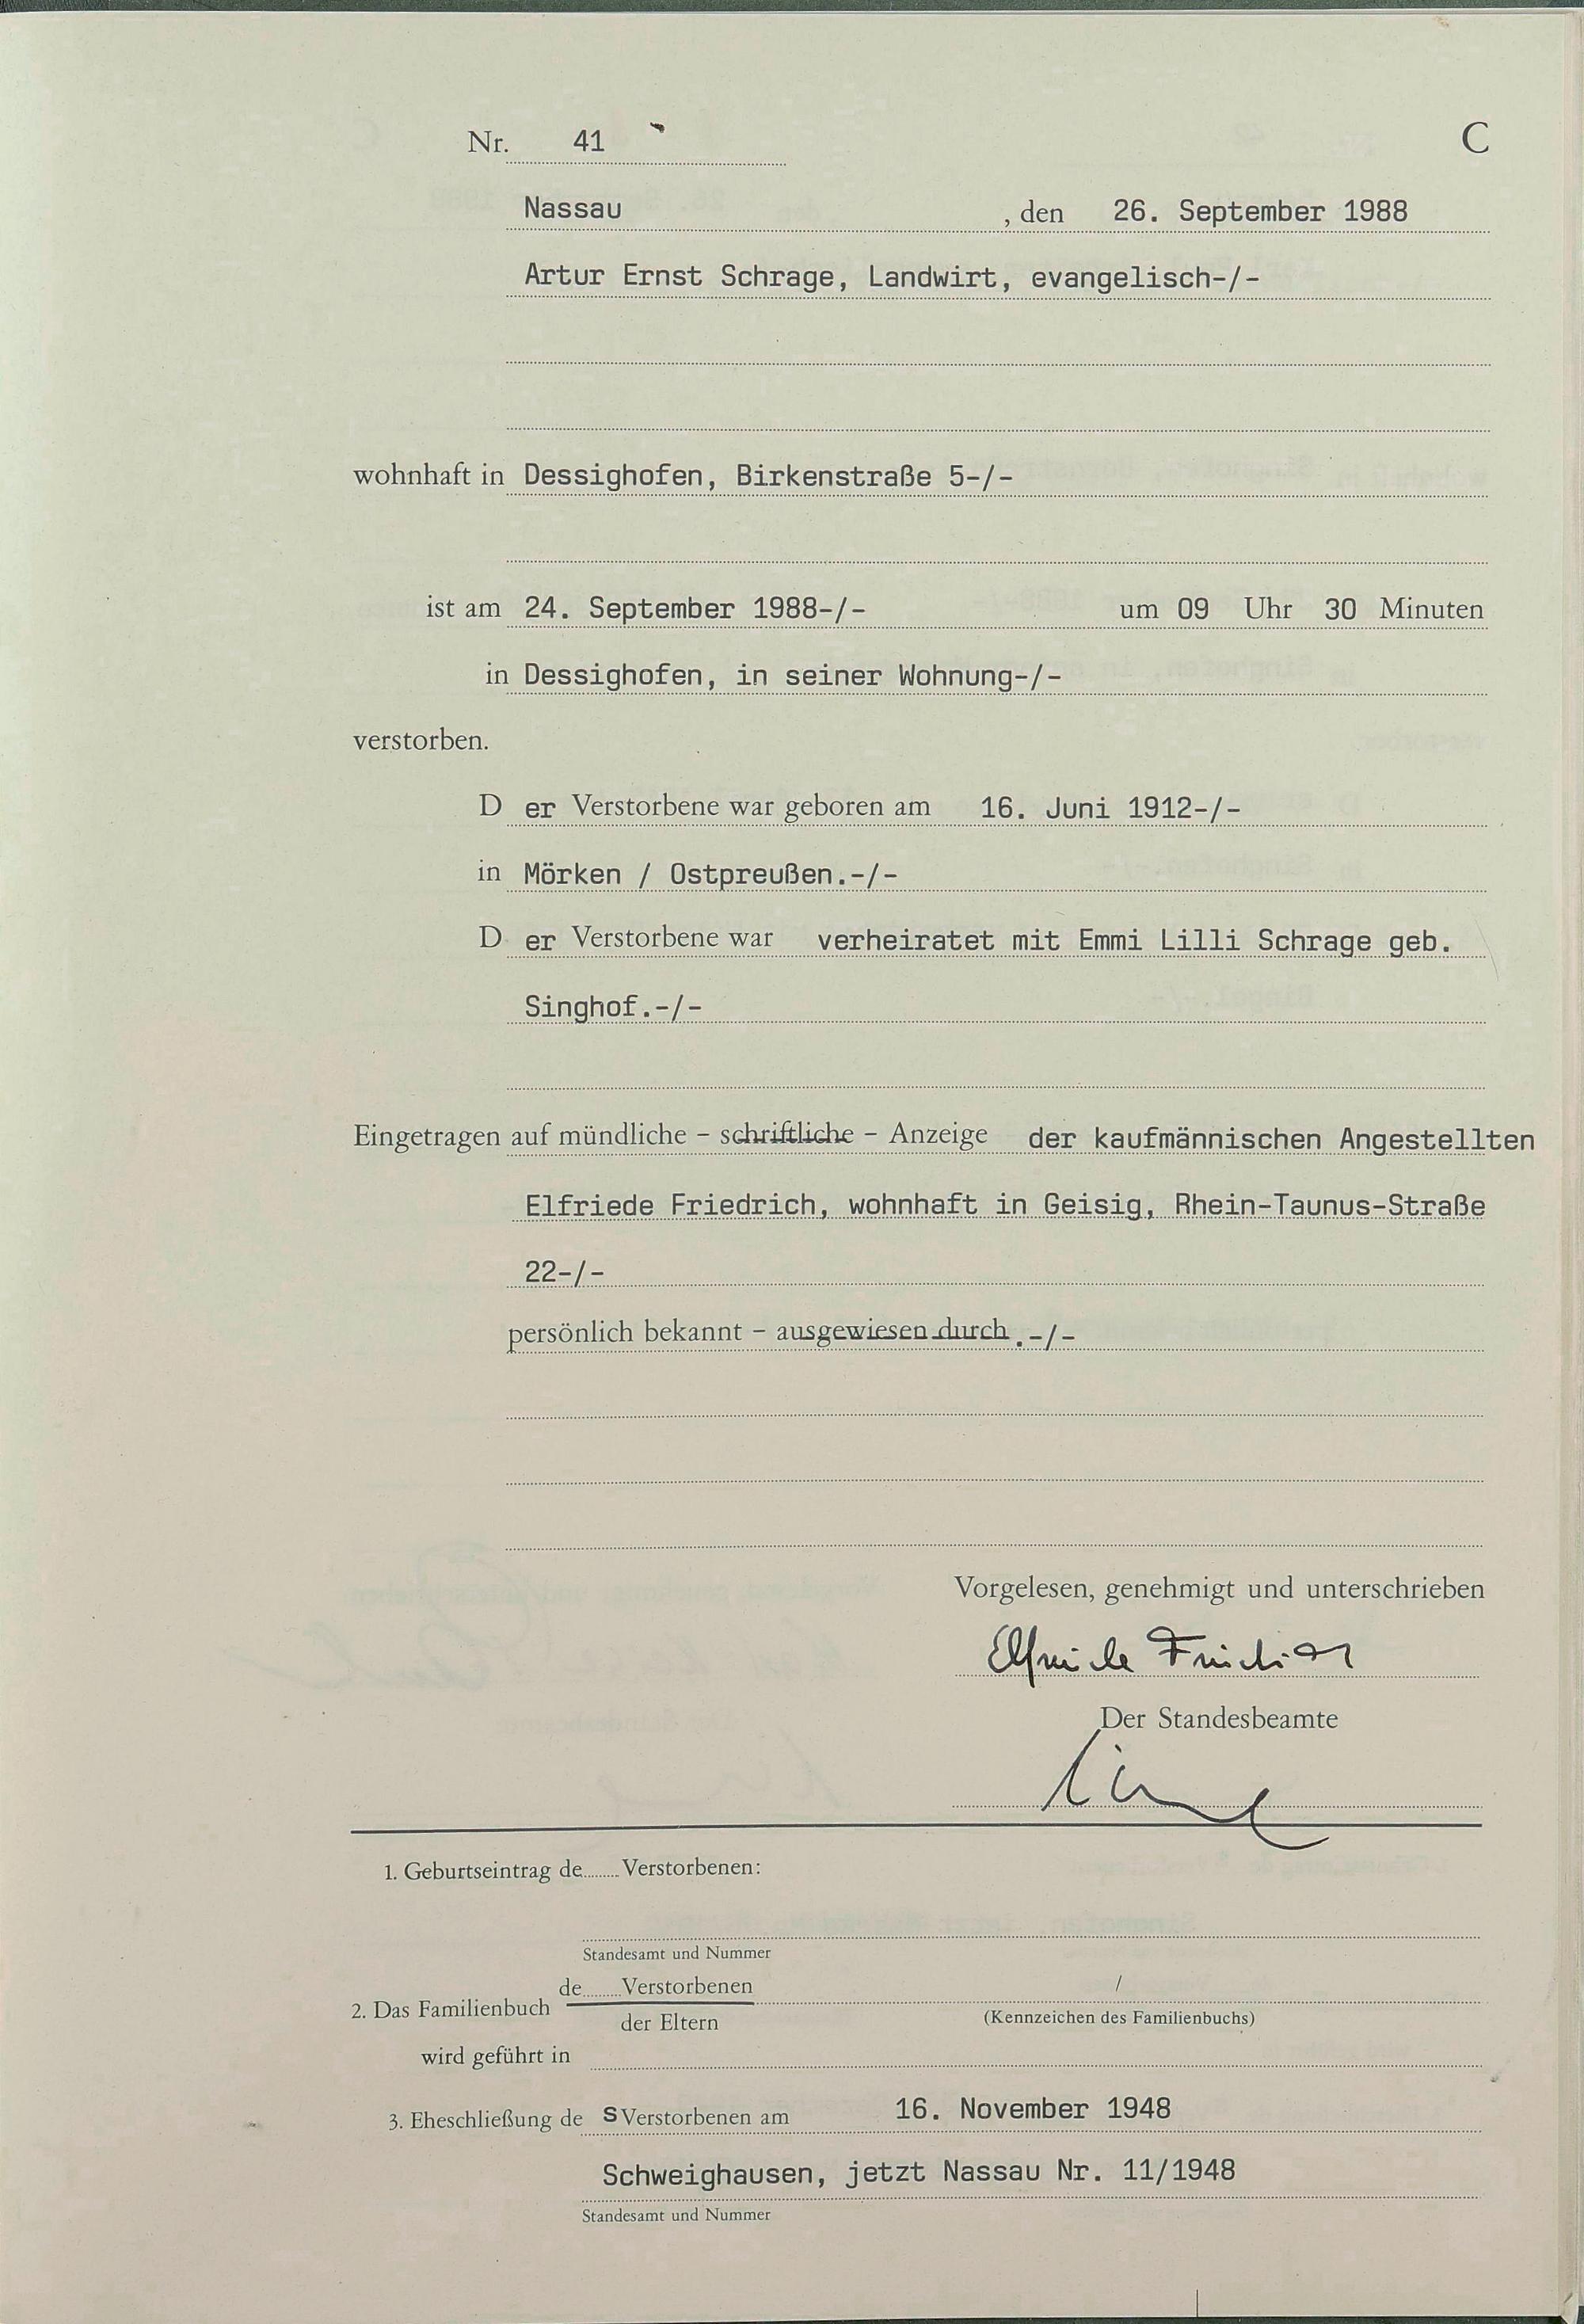 Nr. 41 C
Nassau , den 26. September 1988
Artur Ernst Schrage, Landwirt, evangelisch-/-
wohnhaft in Dessighofen, Birkenstraße 5-/-
ist am 24. September 1988-/- um 09 Uhr 30 Minuten
in Dessighofen, in seiner Wohnung-/-
verstorben.
D er Verstorbene war geboren am 16. Juni 1912-/-
in Mörken / Ostpreußen.-/-
D er Verstorbene war verheiratet mit Emmi Lilli Schrage geb.
Singhof.-/-
Eingetragen auf mündliche – schriftliche – Anzeige der kaufmännischen Angestellten
Elfriede Friedrich, wohnhaft in Geisig, Rhein-Taunus-Straße
22-/-
persönlich bekannt – ausgewiesen durch .-/-
Vorgelesen, genehmigt und unterschrieben
Elfriede Friedrich
Der Standesbeamte
1. Geburtseintrag de........ Verstorbenen:
Standesamt und Nummer
de........ Verstorbenen /
2. Das Familienbuch
der Eltern (Kennzeichen des Familienbuchs)
wird geführt in
3. Eheschließung de s Verstorbenen am 16. November 1948
Schweighausen, jetzt Nassau Nr. 11/1948
Standesamt und Nummer